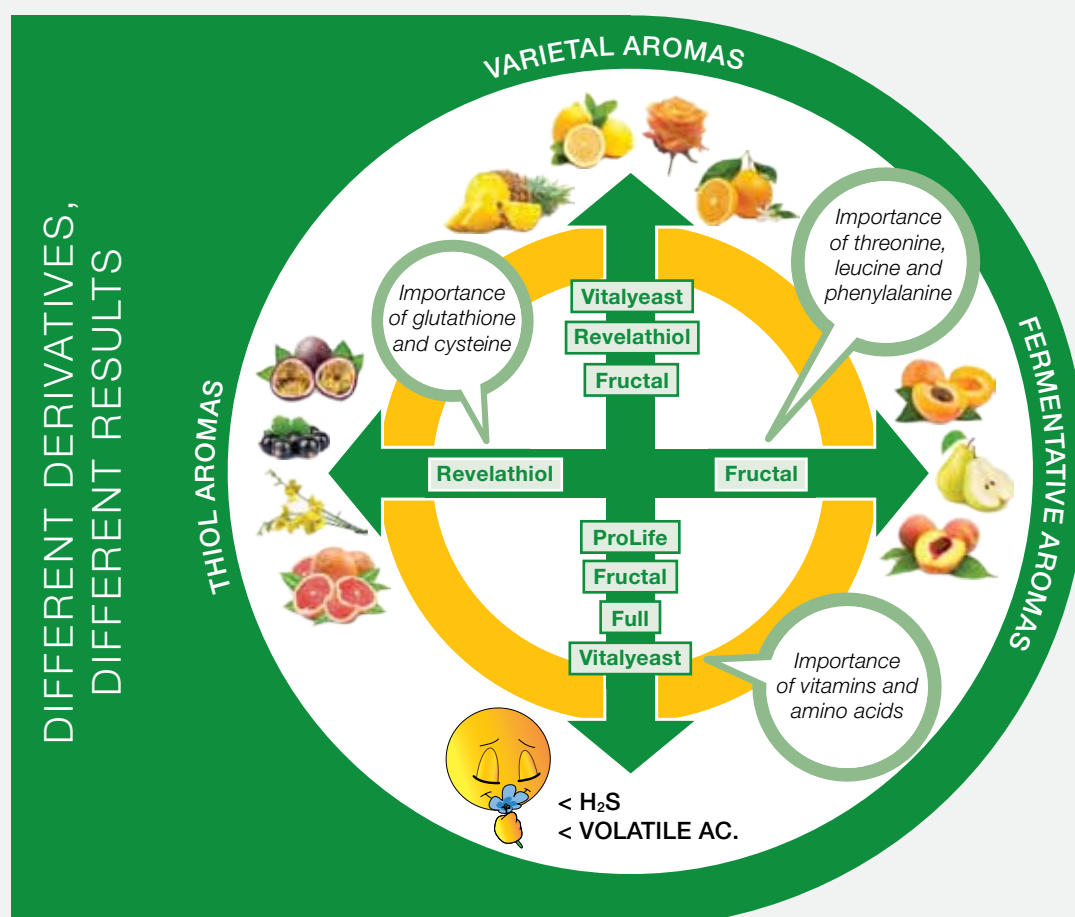 DIFFERENT DERIVATIVES,
DIFFERENT RESULTS
VARIETAL AROMAS
THIOL AROMAS
FERMENTATIVE AROMAS
Importance
of glutathione
and cysteine
Importance
of threonine,
leucine and
phenylalanine
Vitalyeast
Revelathiol
Fructal
Revelathiol
Fructal
ProLife
Fructal
Full
Vitalyeast
Importance
of vitamins and
amino acids
< H₂S
< VOLATILE AC.